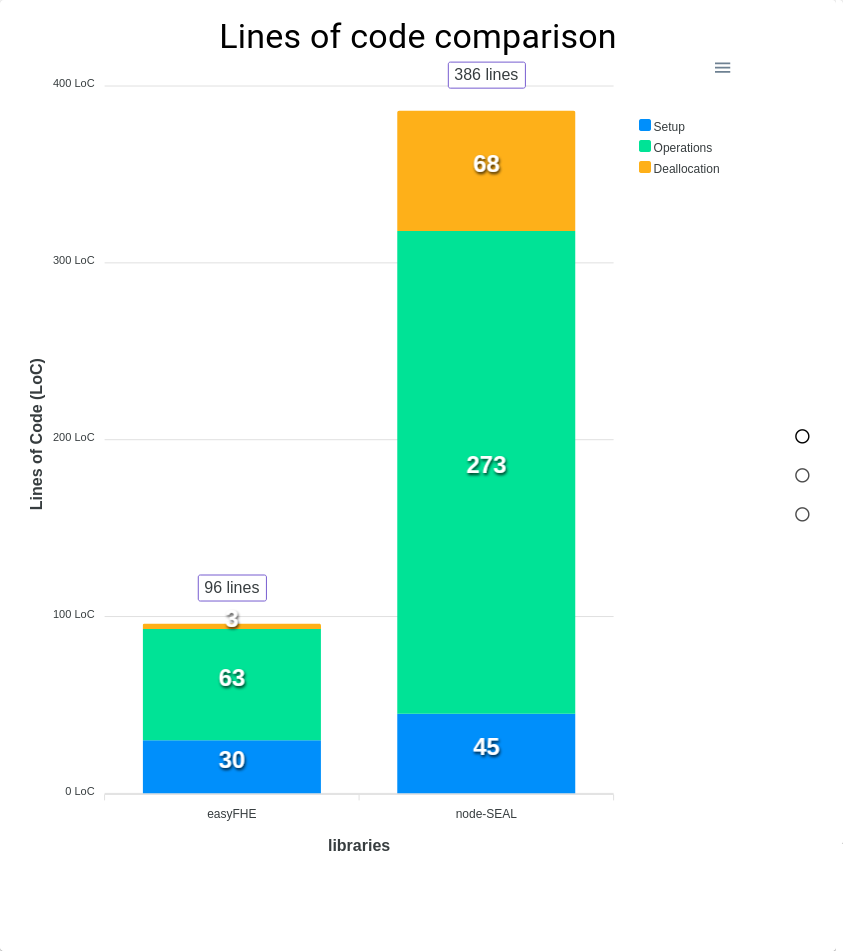 Lines of code comparison
386 lines
400 LoC
Setup
Operations
Deallocation
68
300 LoC
Lines of Code (LoC)
200 LoC
273
96 lines
100 LoC
3
63
30
45
0 LoC
easyFHE
node-SEAL
libraries